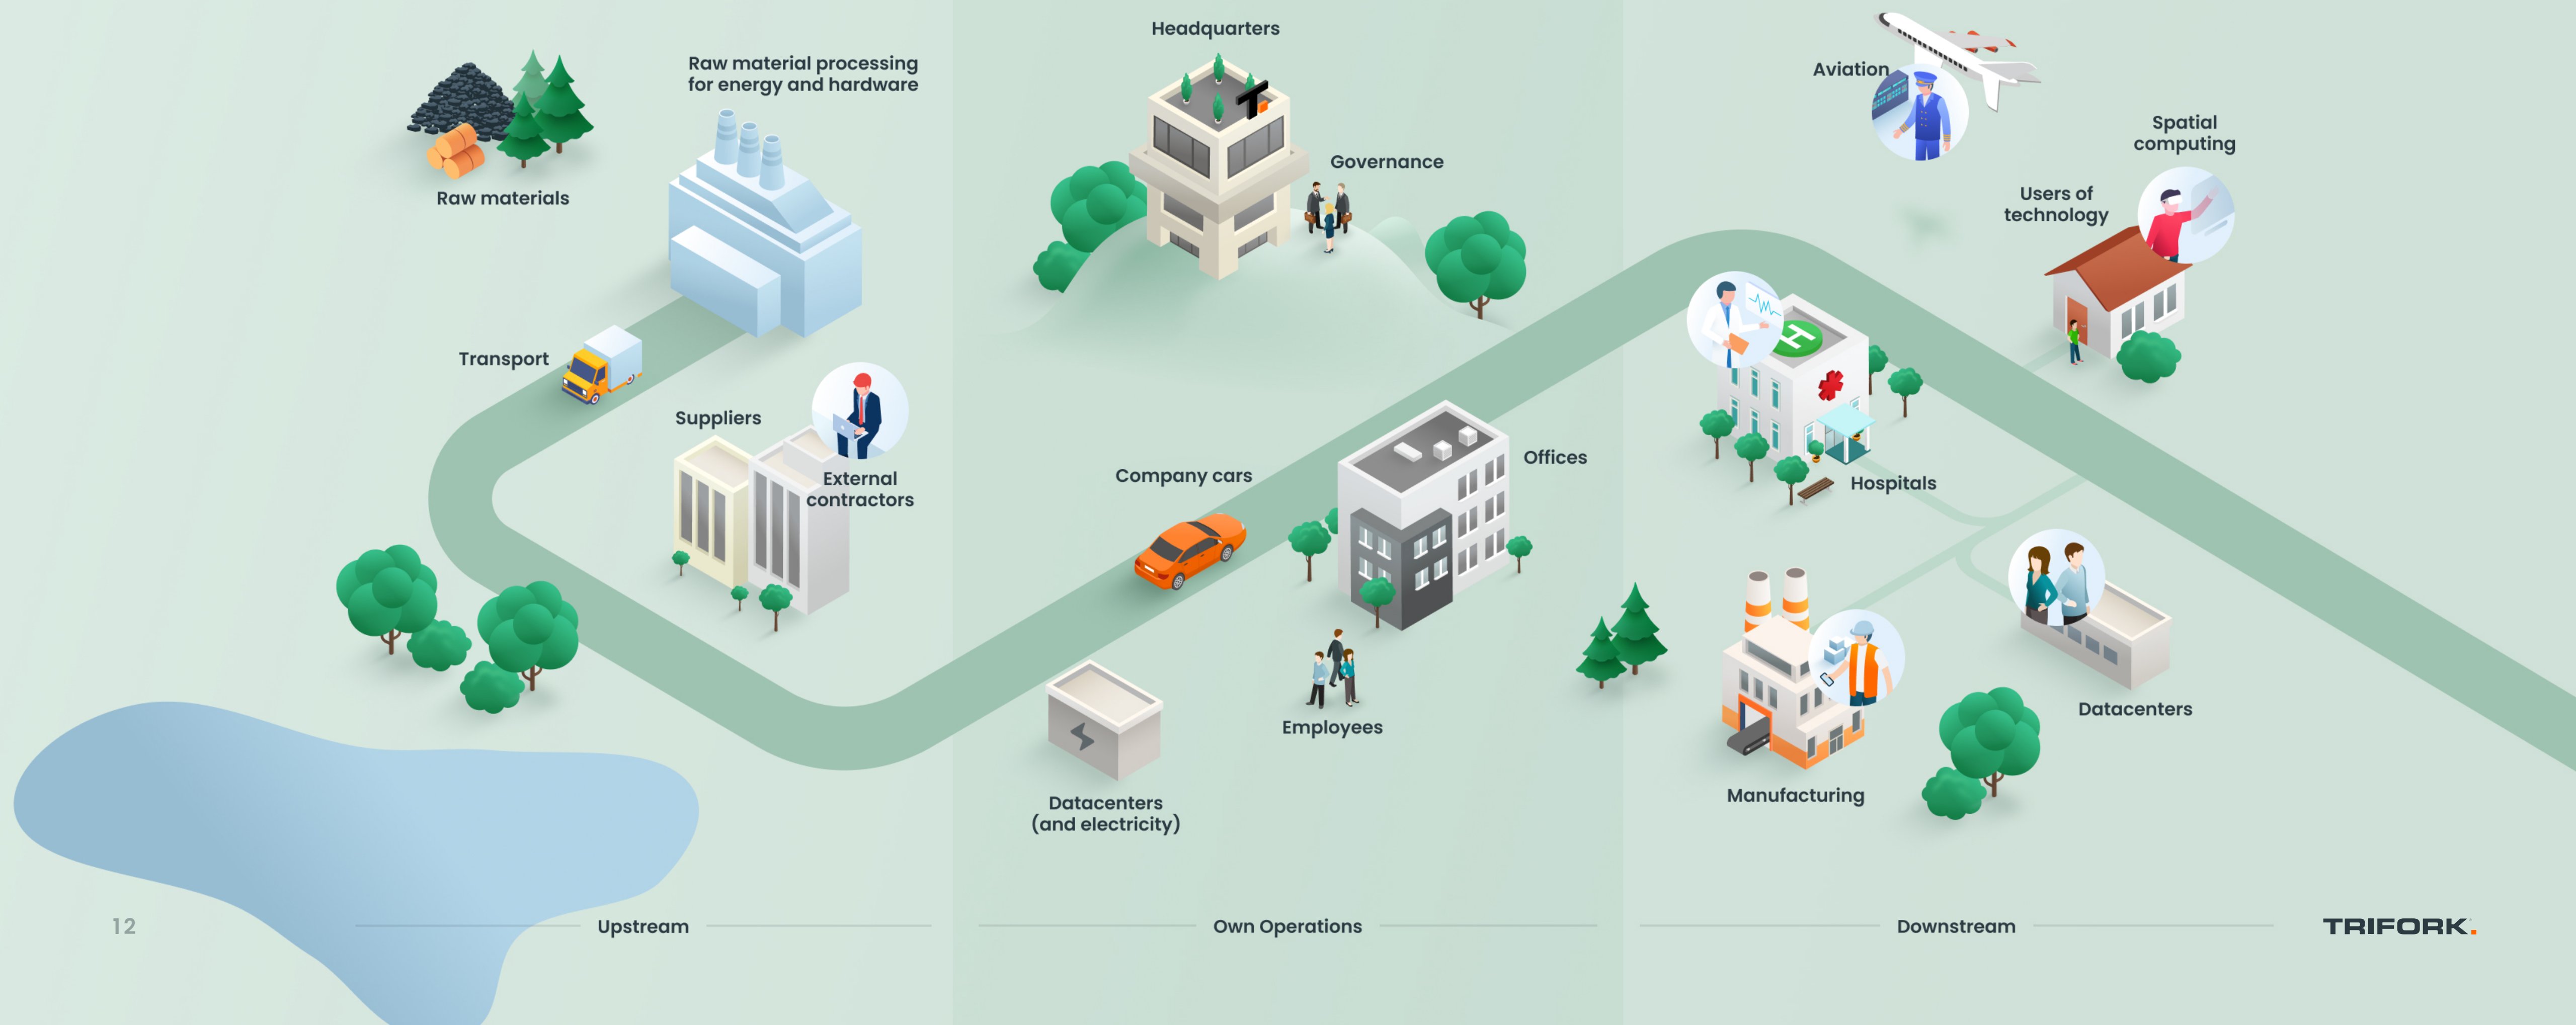 Raw materials
Raw material processing
for energy and hardware
Transport
Suppliers
External
contractors
Headquarters
Governance
Company cars
Offices
Employees
Datacenters
(and electricity)
Aviation
Spatial
computing
Users of
technology
H
Hospitals
Manufacturing
Datacenters
12
Upstream
Own Operations
Downstream
TRIFORK.